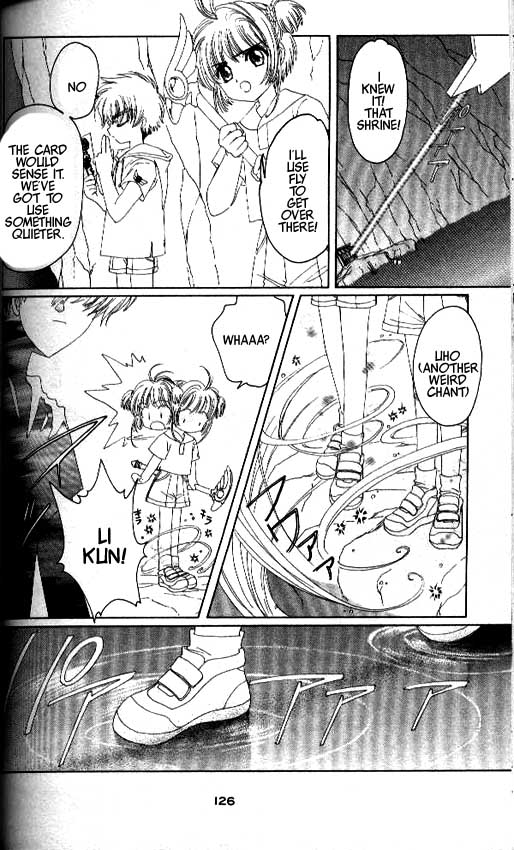 I
KNEW
IT!
THAT
SHRINE!
I'LL
USE
FLY
TO
GET
OVER
THERE!
NO
THE CARD
WOULD
SENSE IT.
WE'VE
GOT TO
USE
SOMETHING
QUIETER.
UHO
(ANOTHER
WEIRD
CHANT)
WHAAA?
LI
KUN!
126